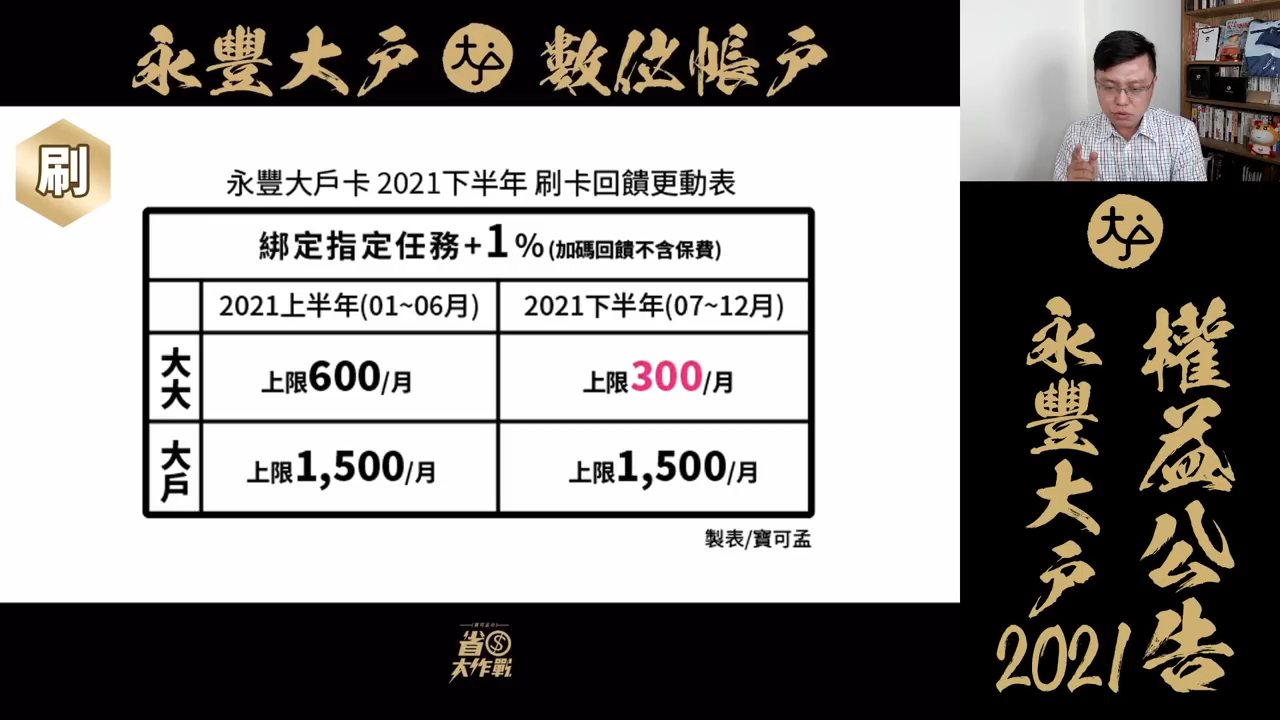 永豐大戶 大戶 數位帳戶
刷
永豐大戶卡 2021下半年 刷卡回饋更動表
綁定指定任務+1%(加碼回饋不含保費)
2021上半年(01~06月) 2021下半年(07~12月)
大大 上限600/月 上限300/月
大戶 上限1,500/月 上限1,500/月
製表/寶可孟
省$大作戰
大戶
權益公告
永豐大戶2021